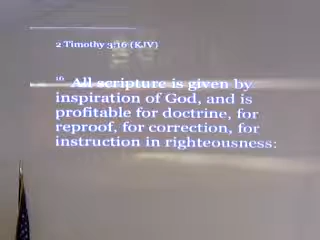 2 Timothy 3:16 (KJV)
16 All scripture is given by
inspiration of God, and is
profitable for doctrine, for
reproof, for correction, for
instruction in righteousness: